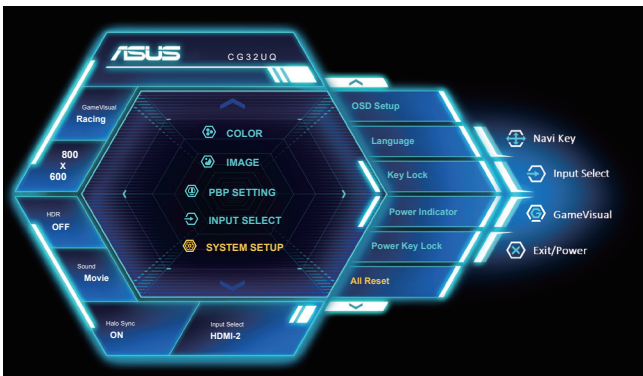 ASUS
CG32UQ
GameVisual
Racing
800
x
600
HDR
OFF
Sound
Movie
Halo Sync
ON
Input Select
HDMI-2
COLOR
IMAGE
PBP SETTING
INPUT SELECT
SYSTEM SETUP
OSD Setup
Language
Key Lock
Power Indicator
Power Key Lock
All Reset
Navi Key
Input Select
GameVisual
Exit/Power